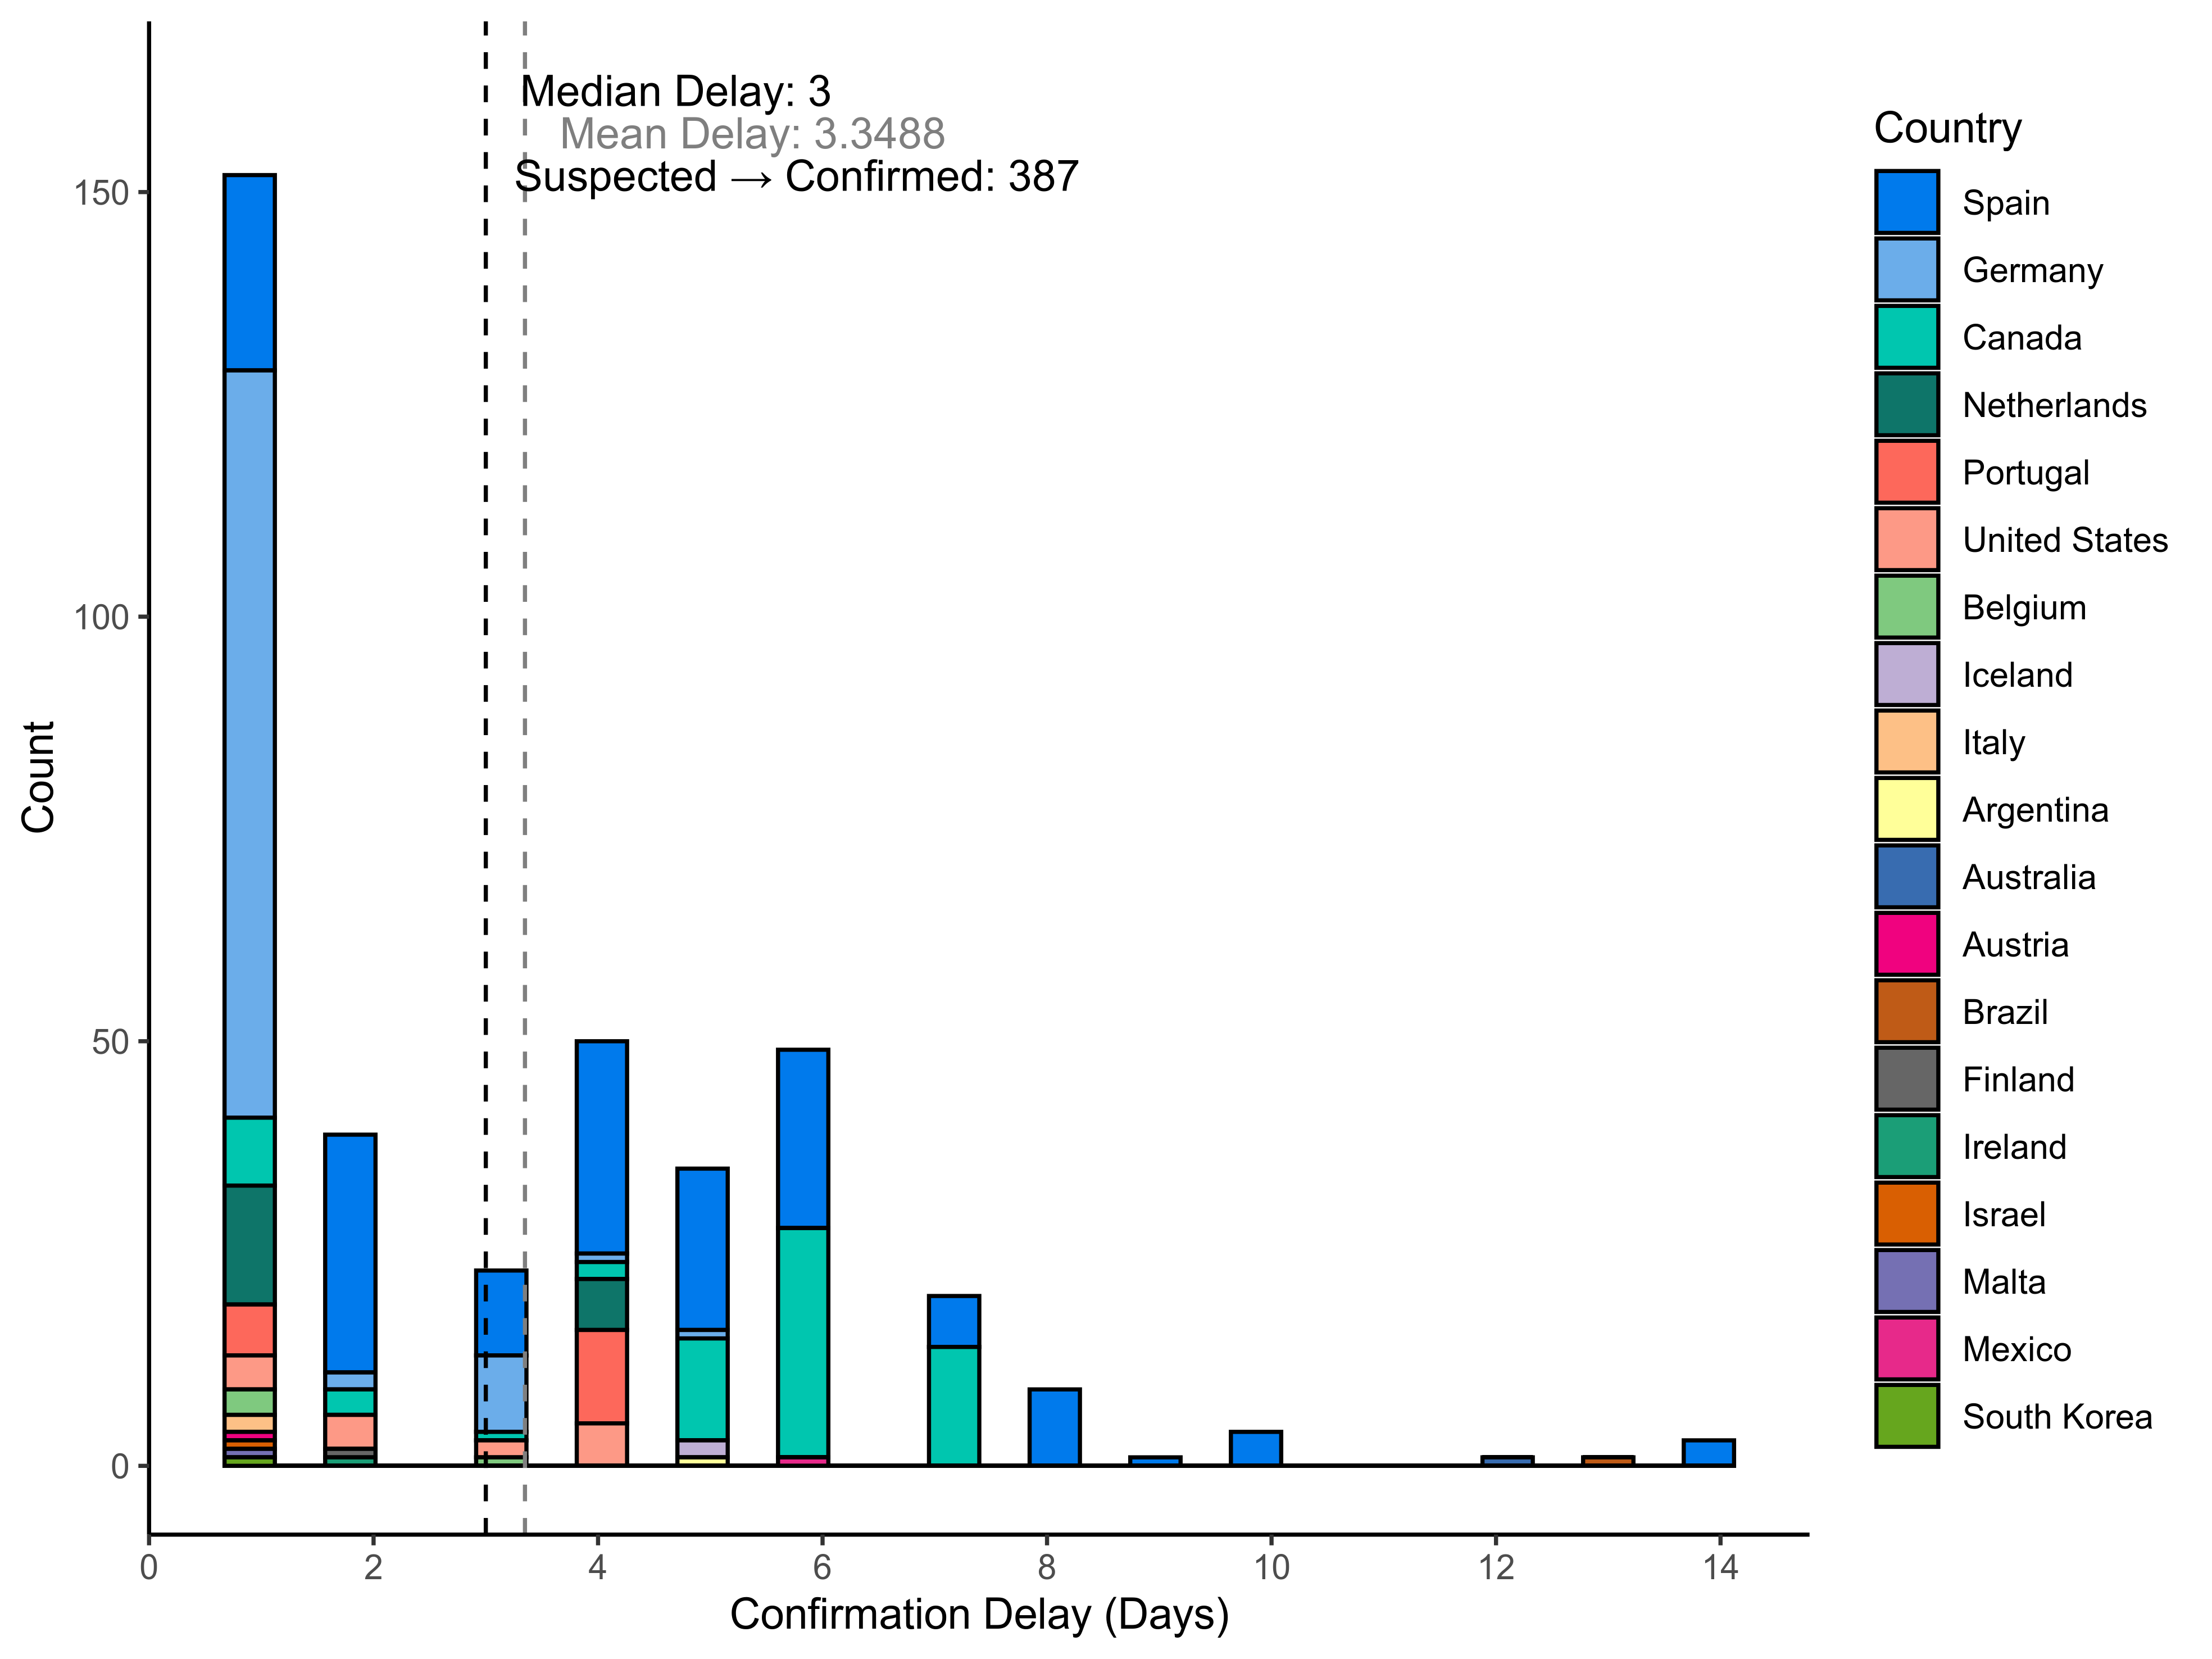 Median Delay: 3
Mean Delay: 3.3488
Suspected → Confirmed: 387
150
100
50
0
Count
0 2 4 6 8 10 12 14
Confirmation Delay (Days)
Country
Spain
Germany
Canada
Netherlands
Portugal
United States
Belgium
Iceland
Italy
Argentina
Australia
Austria
Brazil
Finland
Ireland
Israel
Malta
Mexico
South Korea